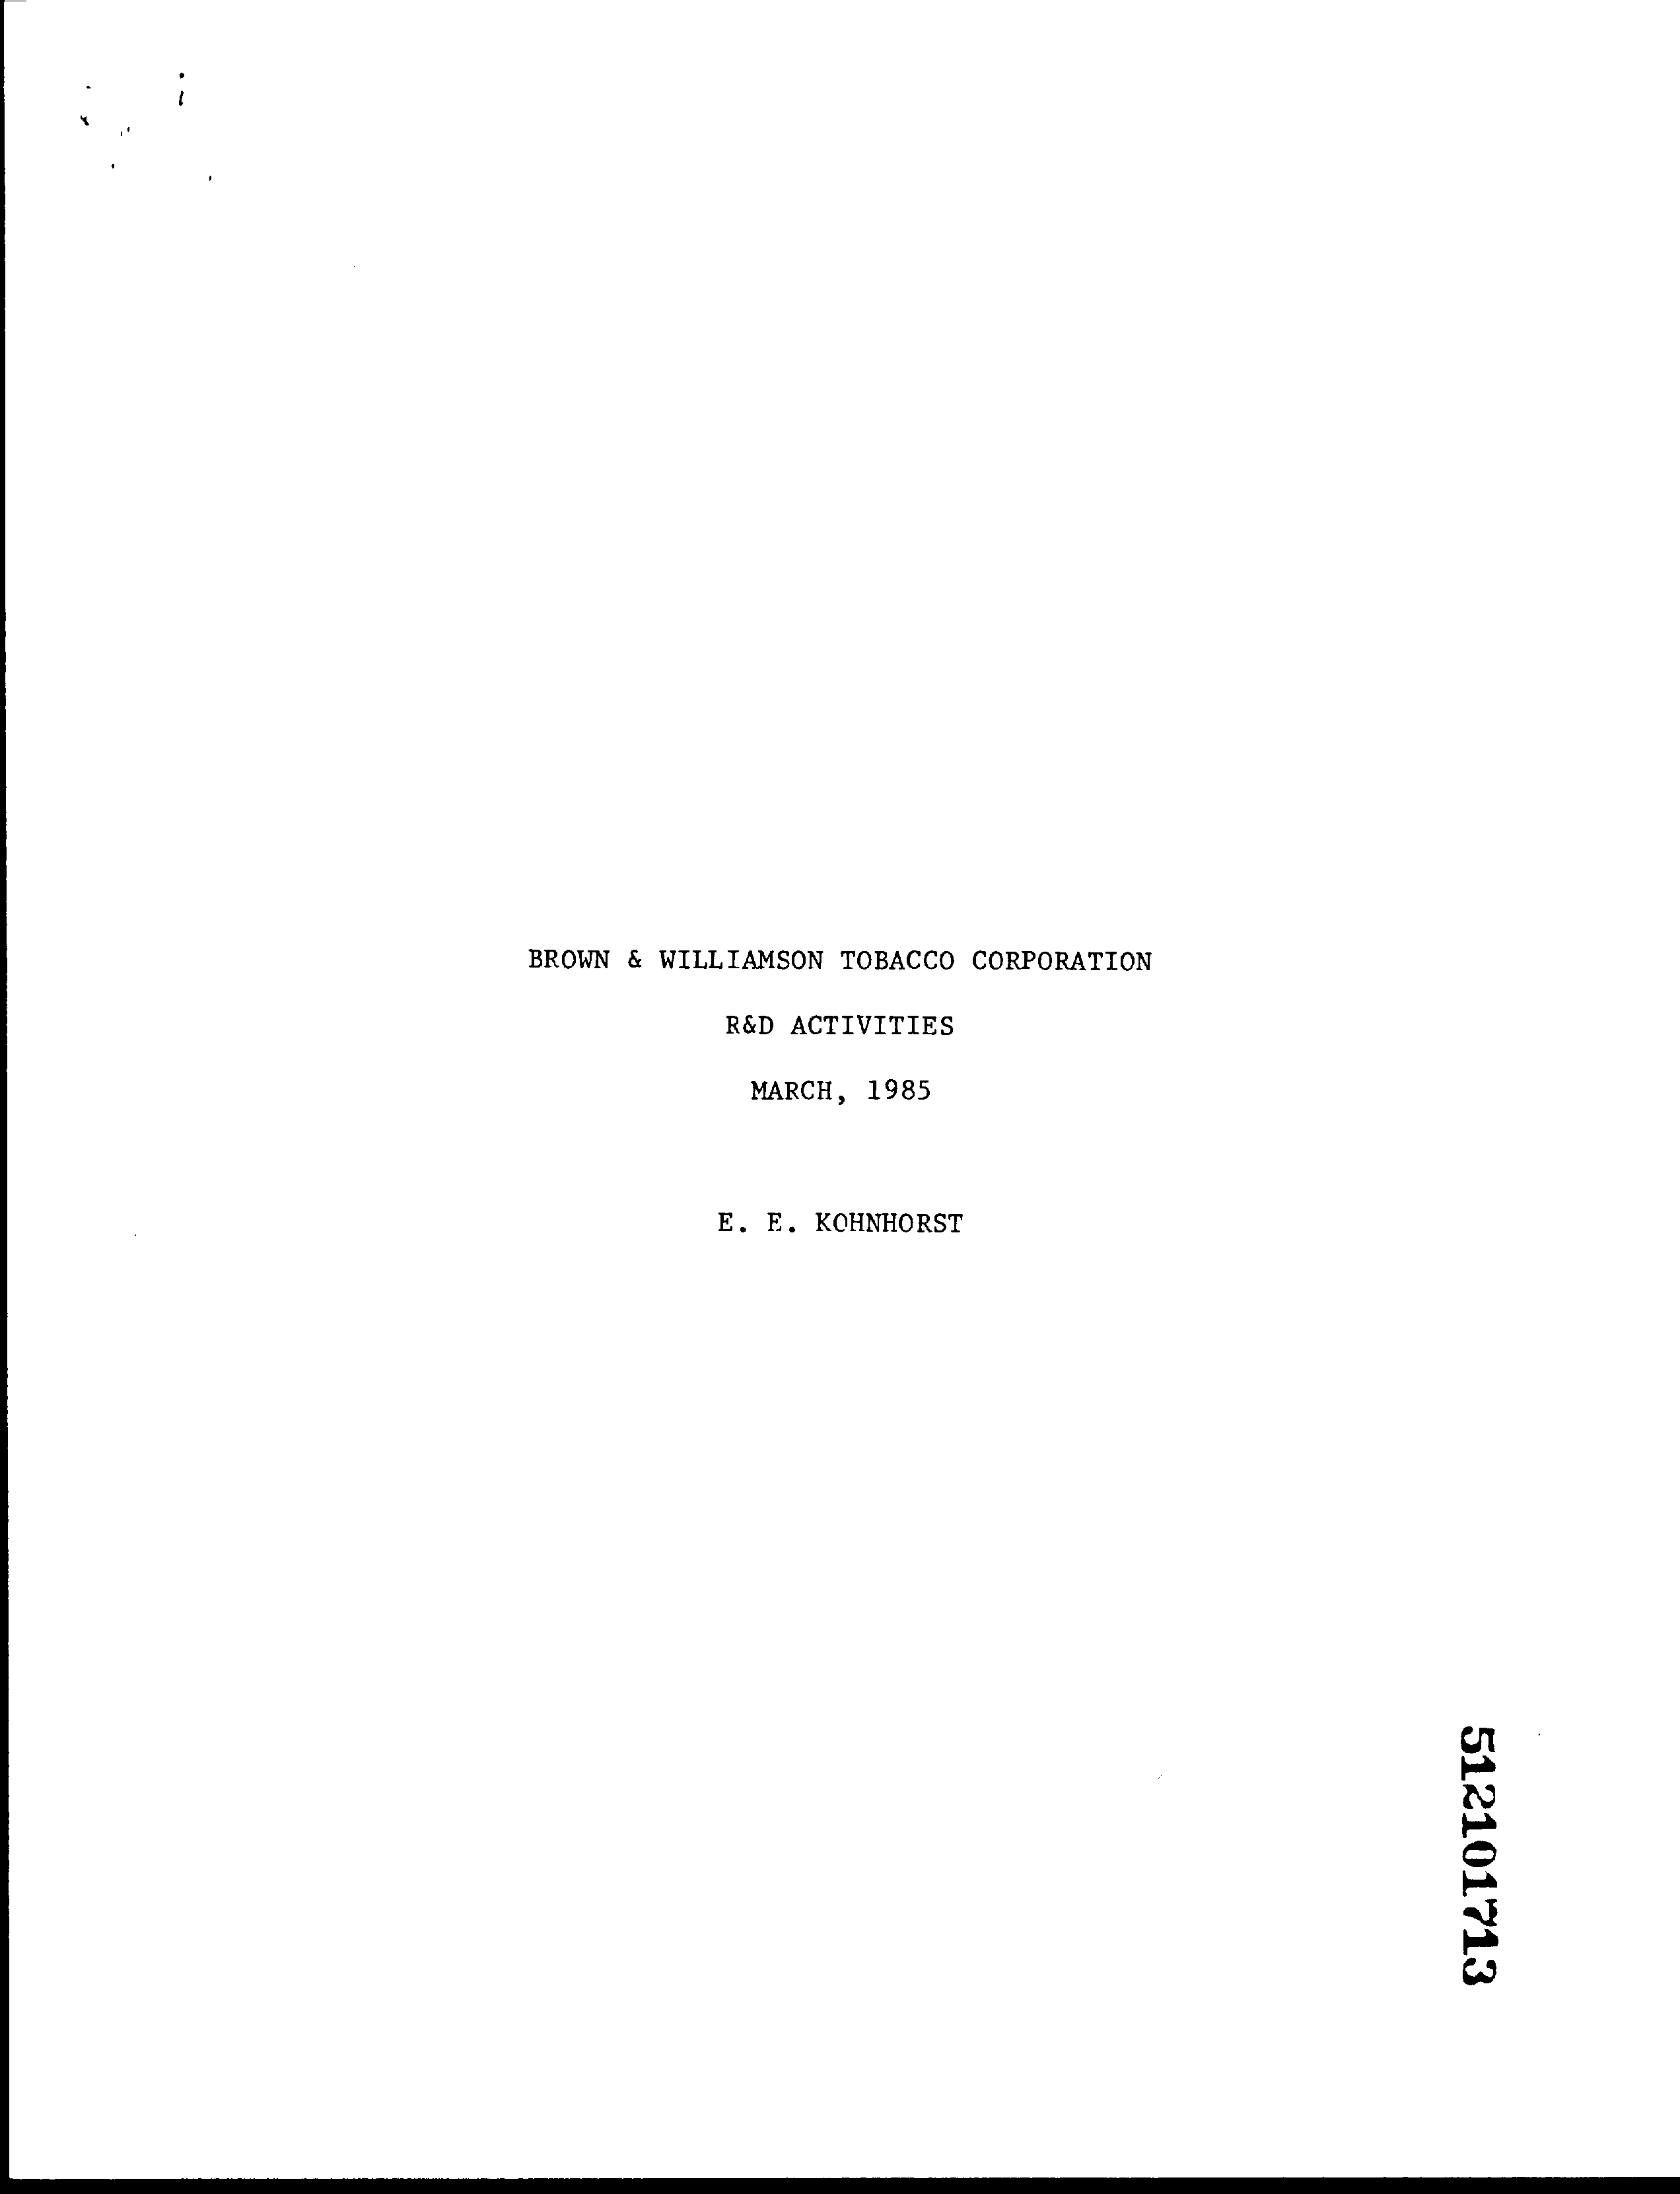 BROWN & WILLIAMSON TOBACCO CORPORATION
R&D ACTIVITIES
MARCH, 1985
E. E. KOHNHORST
512101713